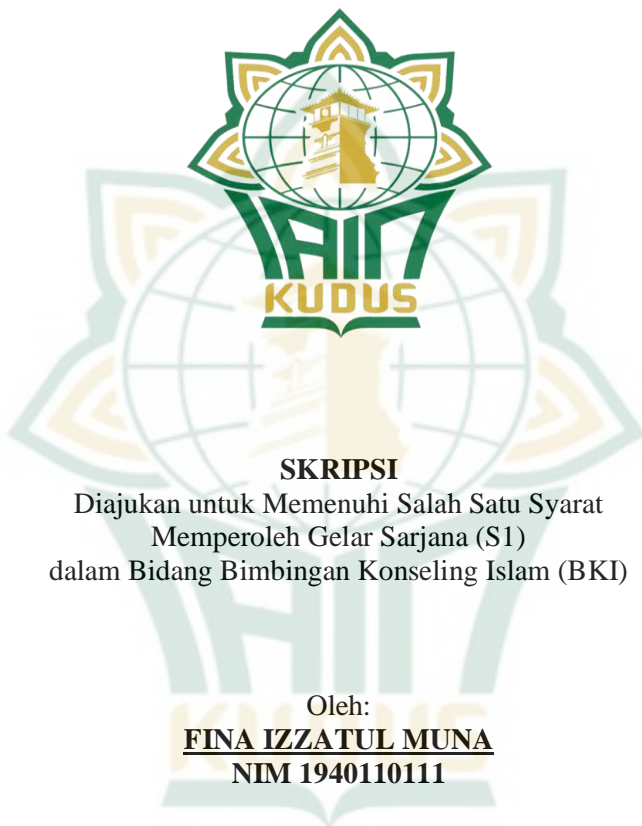 IAIN
KUDUS
SKRIPSI
Diajukan untuk Memenuhi Salah Satu Syarat
Memperoleh Gelar Sarjana (S1)
dalam Bidang Bimbingan Konseling Islam (BKI)
Oleh:
FINA IZZATUL MUNA
NIM 1940110111